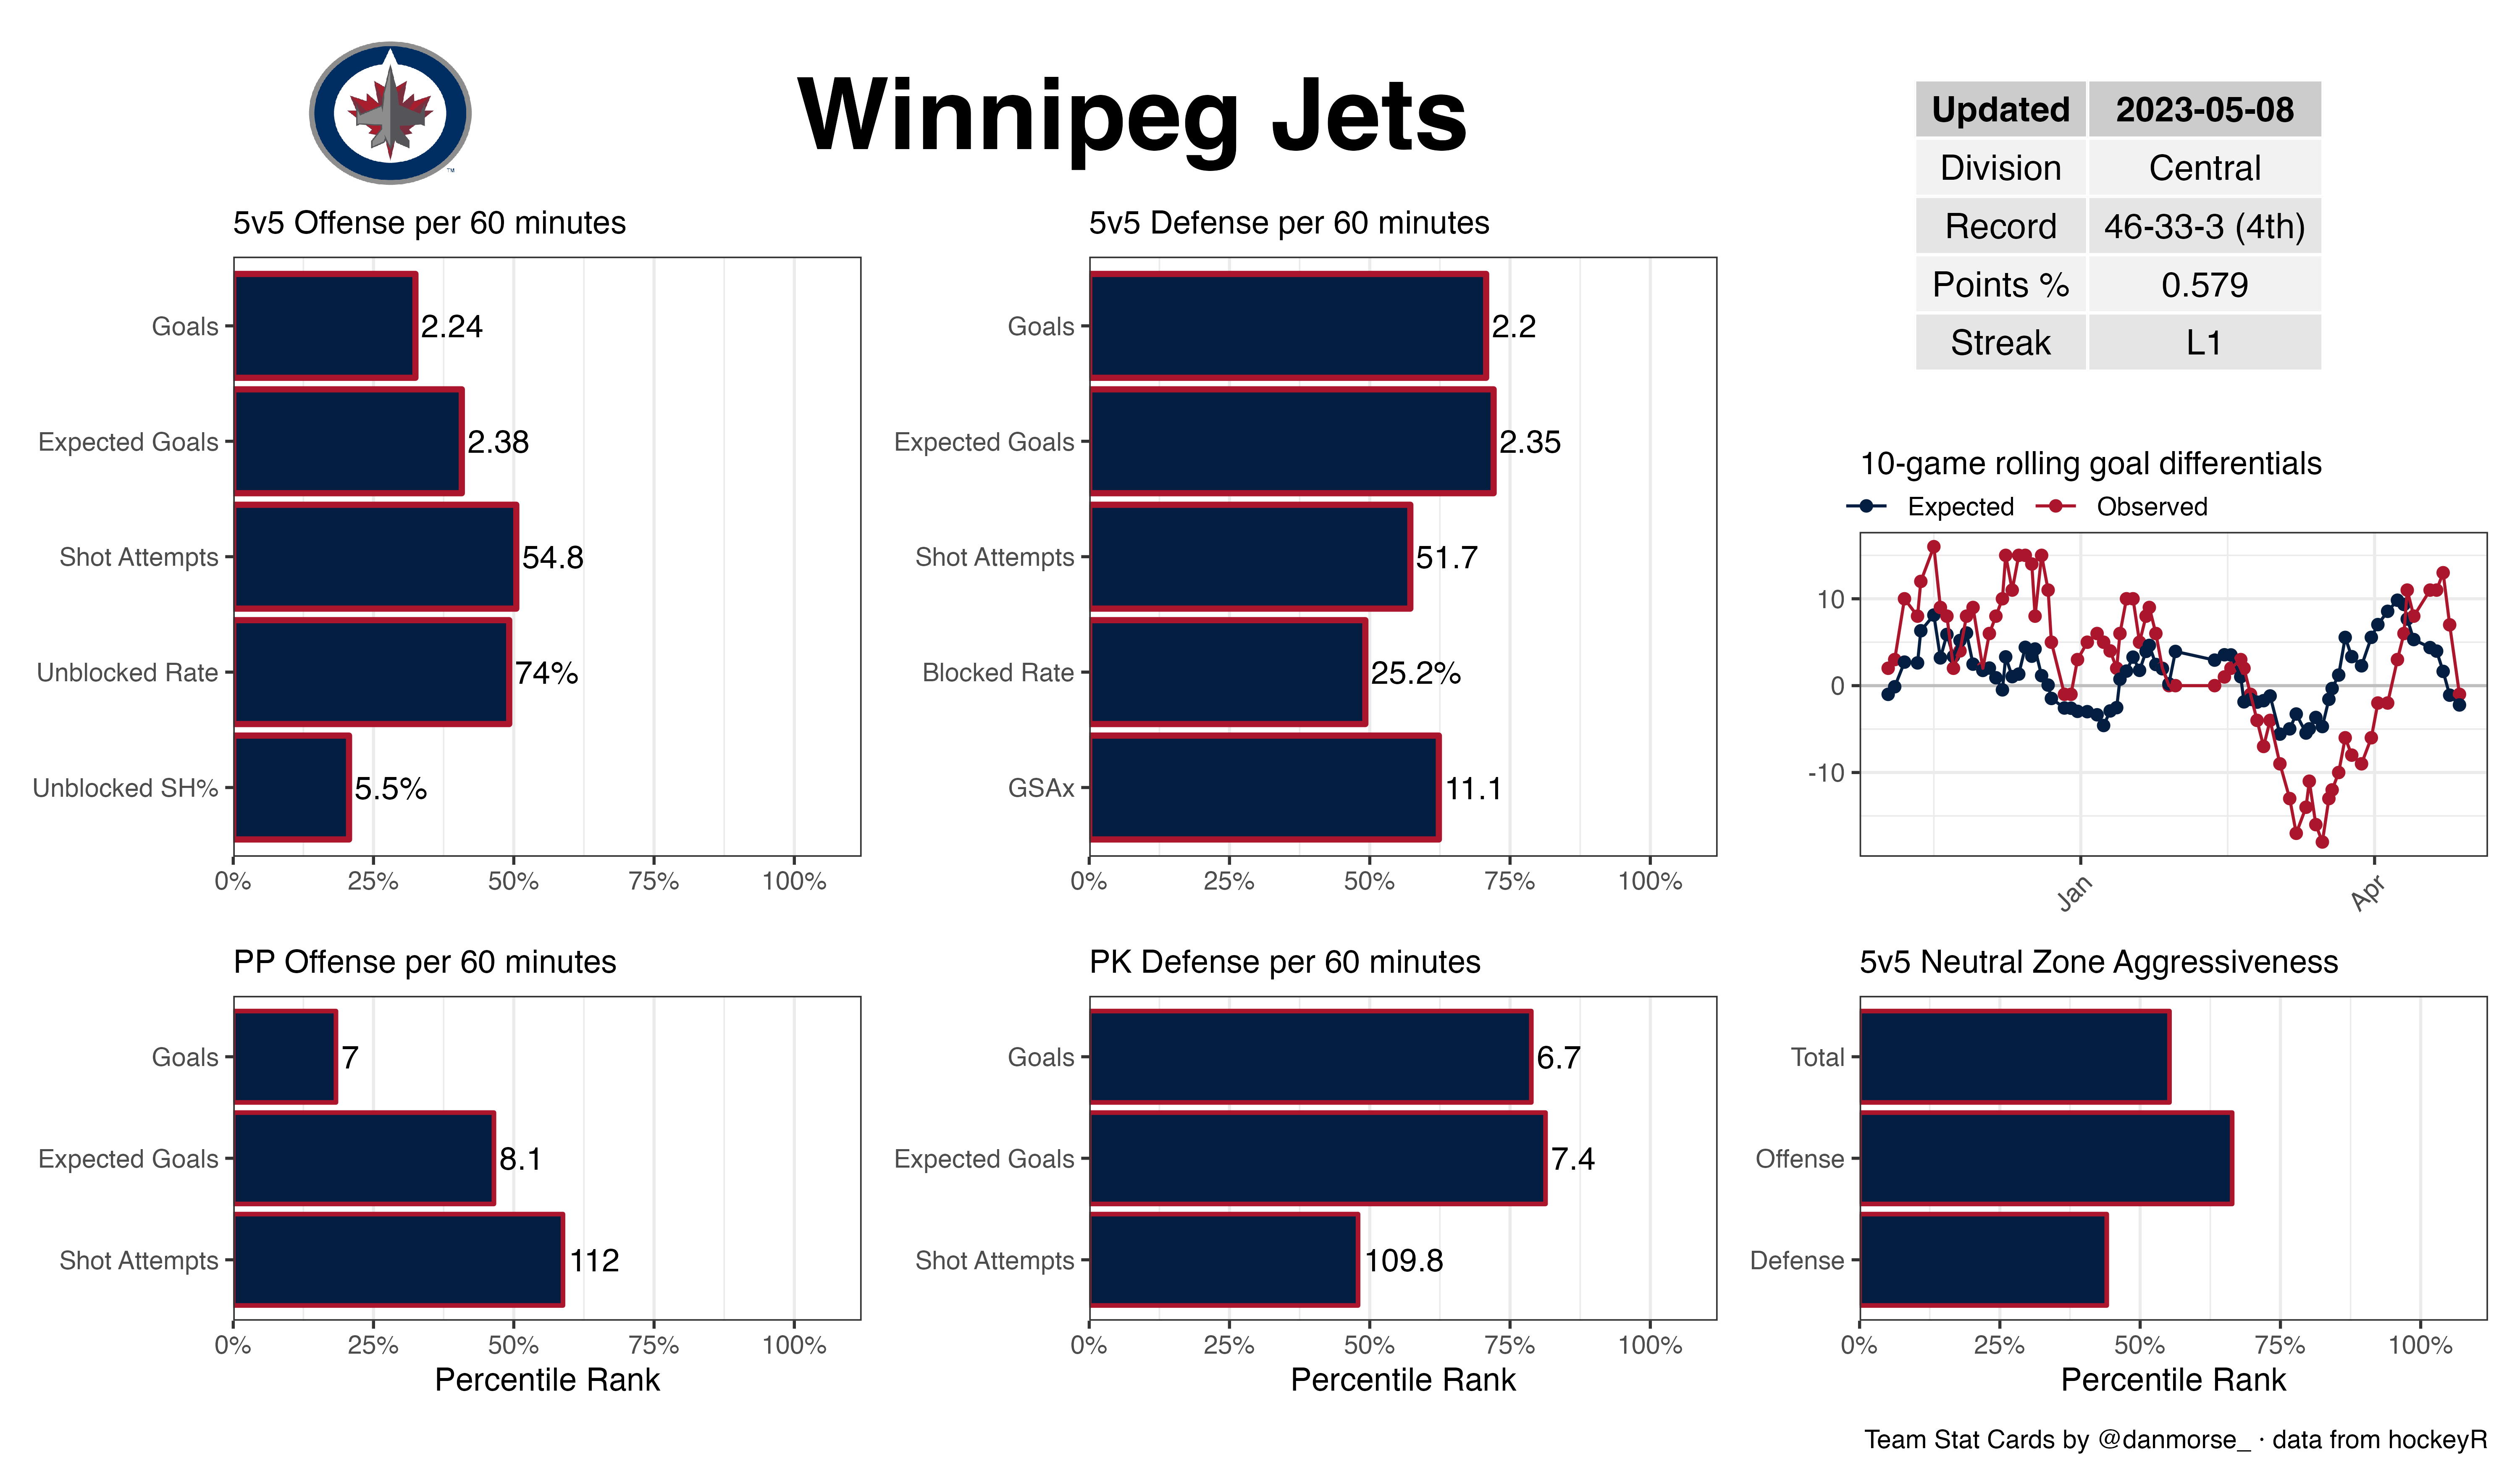 Winnipeg Jets
Updated 2023-05-08
Division Central
Record 46-33-3 (4th)
Points % 0.579
Streak L1
TM
5v5 Offense per 60 minutes
Goals 2.24
Expected Goals 2.38
Shot Attempts 54.8
Unblocked Rate 74%
Unblocked SH% 5.5%
0% 25% 50% 75% 100%
5v5 Defense per 60 minutes
Goals 2.2
Expected Goals 2.35
Shot Attempts 51.7
Blocked Rate 25.2%
GSAx 11.1
0% 25% 50% 75% 100%
10-game rolling goal differentials
Expected Observed
10
0
-10
Jan Apr
PP Offense per 60 minutes
Goals 7
Expected Goals 8.1
Shot Attempts 112
0% 25% 50% 75% 100%
Percentile Rank
PK Defense per 60 minutes
Goals 6.7
Expected Goals 7.4
Shot Attempts 109.8
0% 25% 50% 75% 100%
Percentile Rank
5v5 Neutral Zone Aggressiveness
Total
Offense
Defense
0% 25% 50% 75% 100%
Percentile Rank
Team Stat Cards by @danmorse_ · data from hockeyR